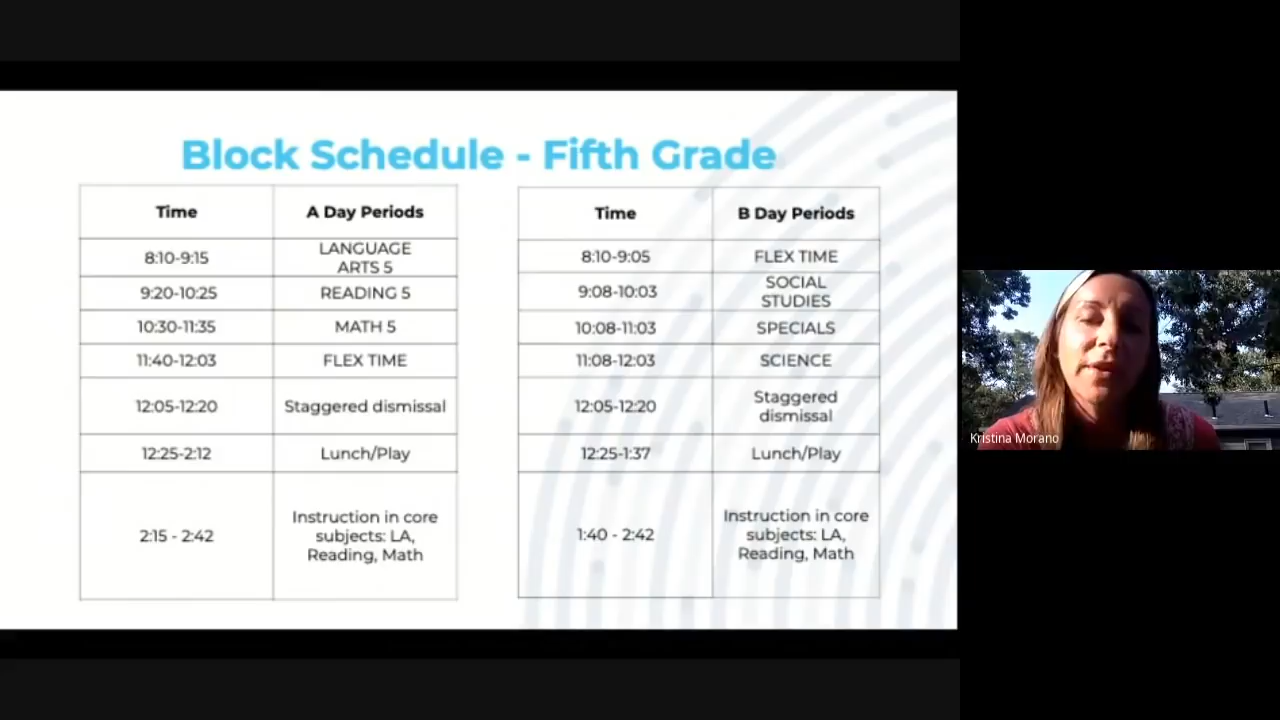 Block Schedule - Fifth Grade
Time
A Day Periods
8:10-9:15
LANGUAGE
ARTS 5
9:20-10:25
READING 5
10:30-11:35
MATH 5
11:40-12:03
FLEX TIME
12:05-12:20
Staggered dismissal
12:25-2:12
Lunch/Play
2:15 - 2:42
Instruction in core
subjects: LA,
Reading, Math
Time
B Day Periods
8:10-9:05
FLEX TIME
9:08-10:03
SOCIAL
STUDIES
10:08-11:03
SPECIALS
11:08-12:03
SCIENCE
12:05-12:20
Staggered
dismissal
12:25-1:37
Lunch/Play
1:40 - 2:42
Instruction in core
subjects: LA,
Reading, Math
Kristina Morano